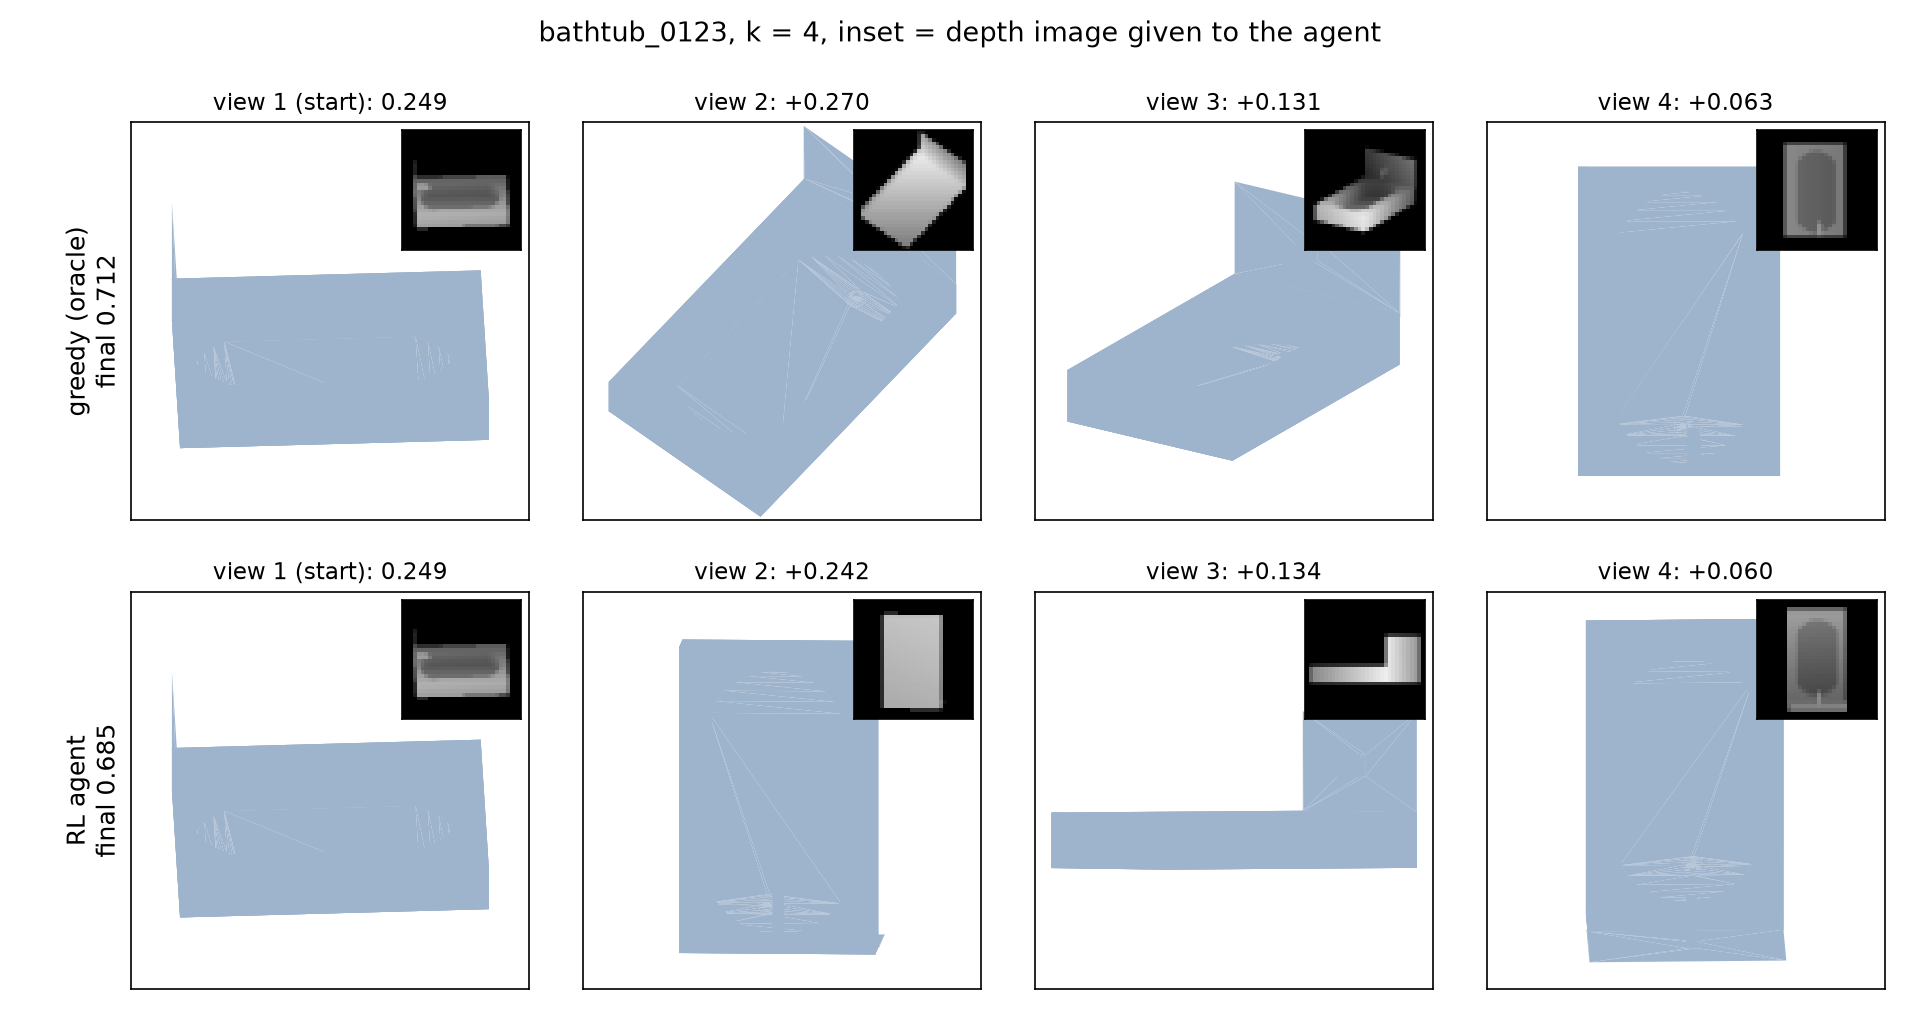 bathtub_0123, k = 4, inset = depth image given to the agent
view 1 (start): 0.249
view 2: +0.270
view 3: +0.131
view 4: +0.063
greedy (oracle)
final 0.712
view 1 (start): 0.249
view 2: +0.242
view 3: +0.134
view 4: +0.060
RL agent
final 0.685